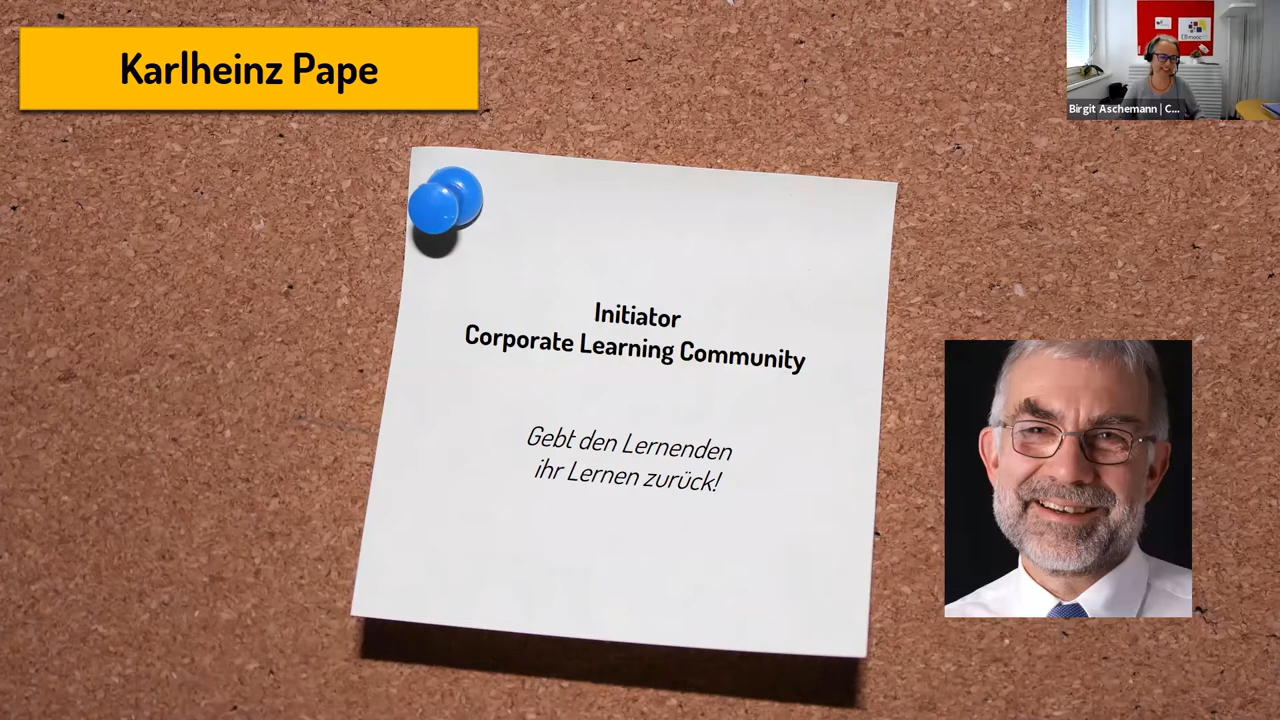 Karlheinz Pape
Birgit Aschemann | C...
Initiator
Corporate Learning Community
Gebt den Lernenden
ihr Lernen zurück!